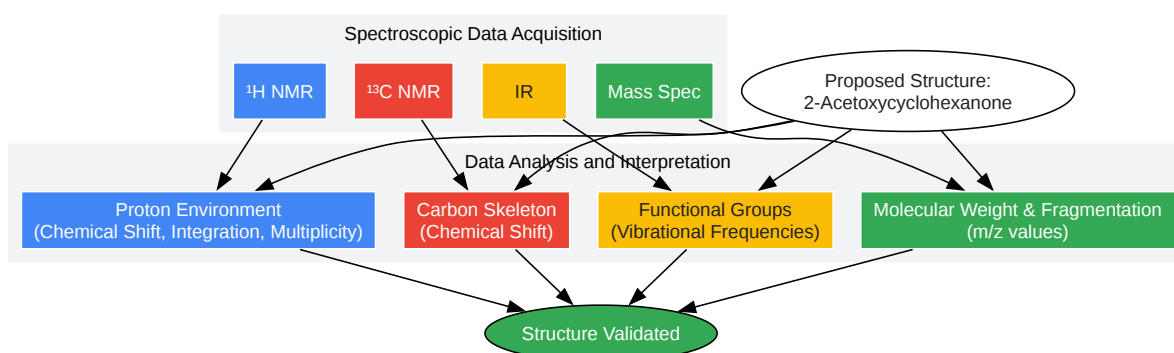 Spectroscopic Data Acquisition
¹H NMR
¹³C NMR
IR
Mass Spec
Proposed Structure:
2-Acetoxycyclohexanone
Data Analysis and Interpretation
Proton Environment
(Chemical Shift, Integration, Multiplicity)
Carbon Skeleton
(Chemical Shift)
Functional Groups
(Vibrational Frequencies)
Molecular Weight & Fragmentation
(m/z values)
Structure Validated